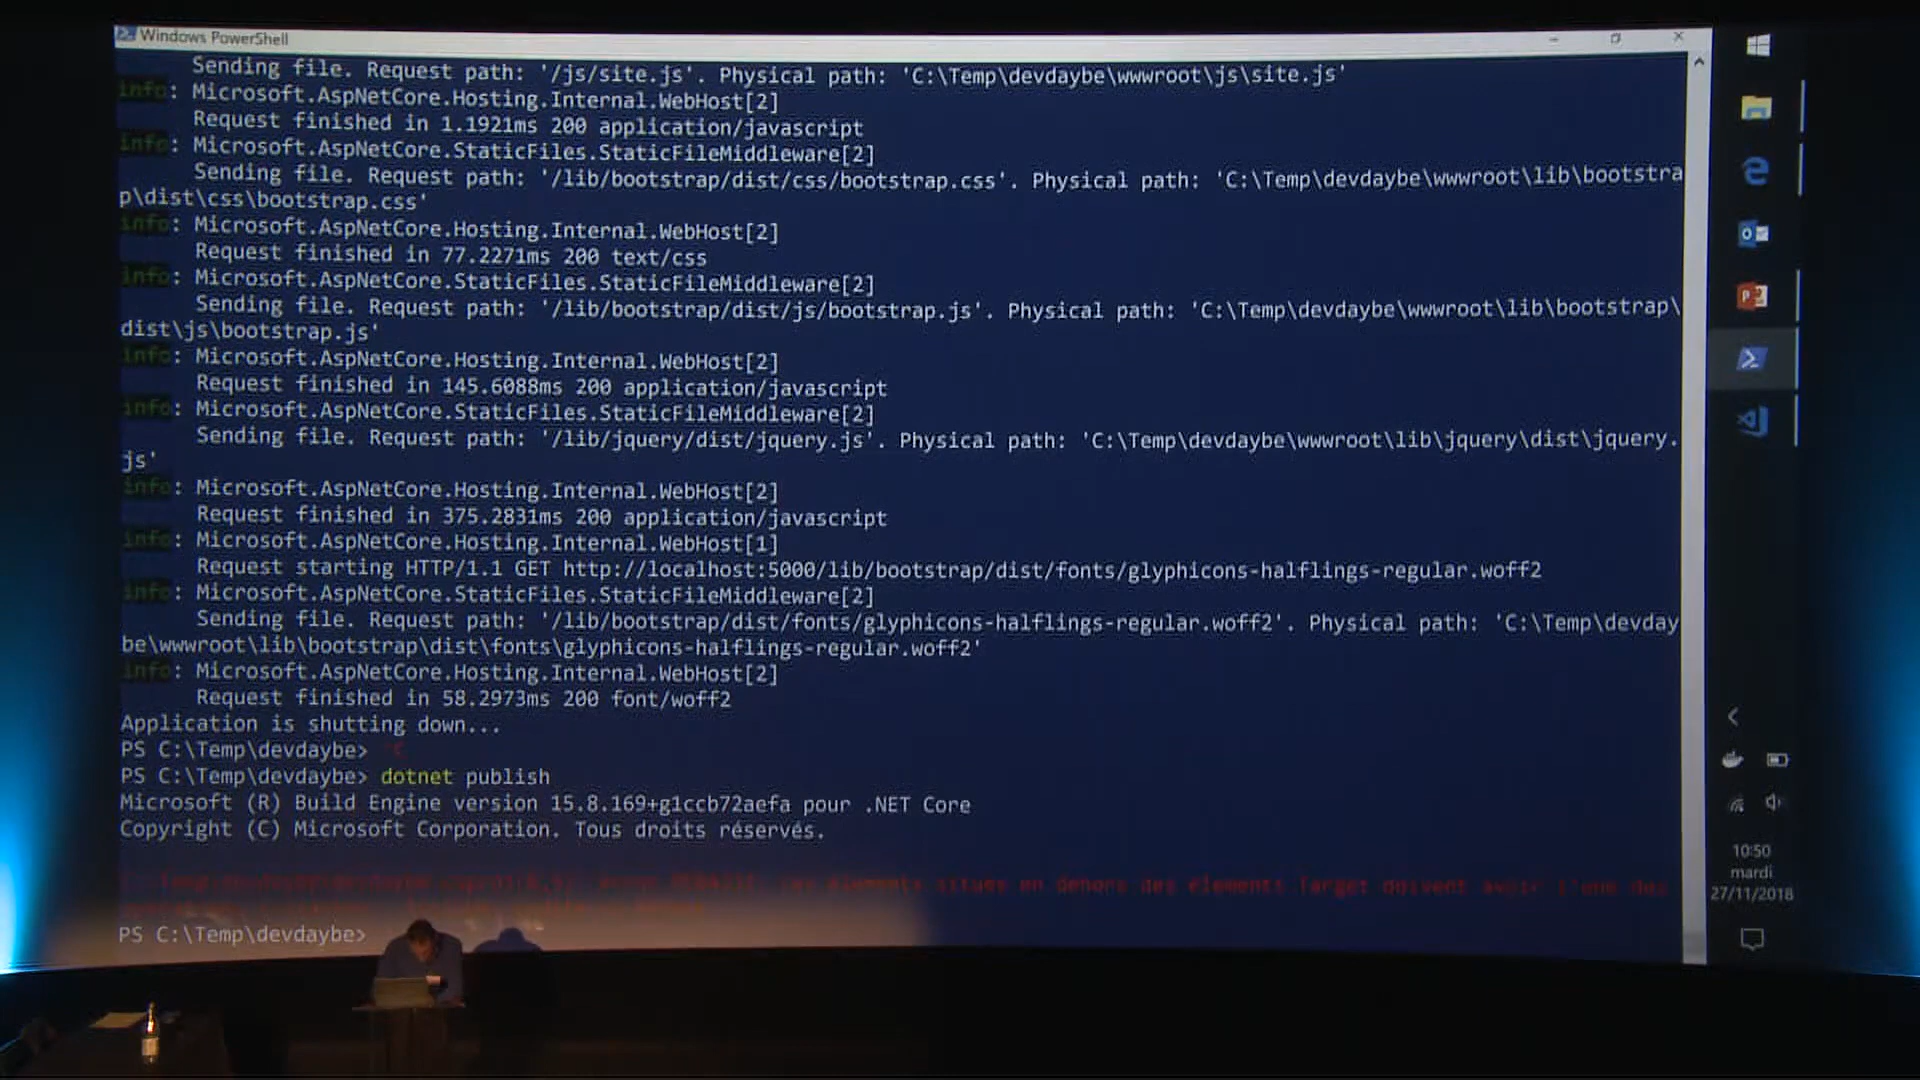 Windows PowerShell
Sending file. Request path: '/js/site.js'. Physical path: 'C:\Temp\devdaybe\wwwroot\js\site.js'
info: Microsoft.AspNetCore.Hosting.Internal.WebHost[2]
Request finished in 1.1921ms 200 application/javascript
info: Microsoft.AspNetCore.StaticFiles.StaticFileMiddleware[2]
Sending file. Request path: '/lib/bootstrap/dist/css/bootstrap.css'. Physical path: 'C:\Temp\devdaybe\wwwroot\lib\bootstra
p\dist\css\bootstrap.css'
info: Microsoft.AspNetCore.Hosting.Internal.WebHost[2]
Request finished in 77.2271ms 200 text/css
info: Microsoft.AspNetCore.StaticFiles.StaticFileMiddleware[2]
Sending file. Request path: '/lib/bootstrap/dist/js/bootstrap.js'. Physical path: 'C:\Temp\devdaybe\wwwroot\lib\bootstrap\
dist\js\bootstrap.js'
info: Microsoft.AspNetCore.Hosting.Internal.WebHost[2]
Request finished in 145.6088ms 200 application/javascript
info: Microsoft.AspNetCore.StaticFiles.StaticFileMiddleware[2]
Sending file. Request path: '/lib/jquery/dist/jquery.js'. Physical path: 'C:\Temp\devdaybe\wwwroot\lib\jquery\dist\jquery.
js'
info: Microsoft.AspNetCore.Hosting.Internal.WebHost[2]
Request finished in 375.2831ms 200 application/javascript
info: Microsoft.AspNetCore.Hosting.Internal.WebHost[1]
Request starting HTTP/1.1 GET http://localhost:5000/lib/bootstrap/dist/fonts/glyphicons-halflings-regular.woff2
info: Microsoft.AspNetCore.StaticFiles.StaticFileMiddleware[2]
Sending file. Request path: '/lib/bootstrap/dist/fonts/glyphicons-halflings-regular.woff2'. Physical path: 'C:\Temp\devday
be\wwwroot\lib\bootstrap\dist\fonts\glyphicons-halflings-regular.woff2'
info: Microsoft.AspNetCore.Hosting.Internal.WebHost[2]
Request finished in 58.2973ms 200 font/woff2
Application is shutting down...
PS C:\Temp\devdaybe>
PS C:\Temp\devdaybe> dotnet publish
Microsoft (R) Build Engine version 15.8.169+g1ccb72aefa pour .NET Core
Copyright (C) Microsoft Corporation. Tous droits réservés.
éléments situés en dehors des éléments Target doivent avoir l'une des
PS C:\Temp\devdaybe>
10:50
mardi
27/11/2018